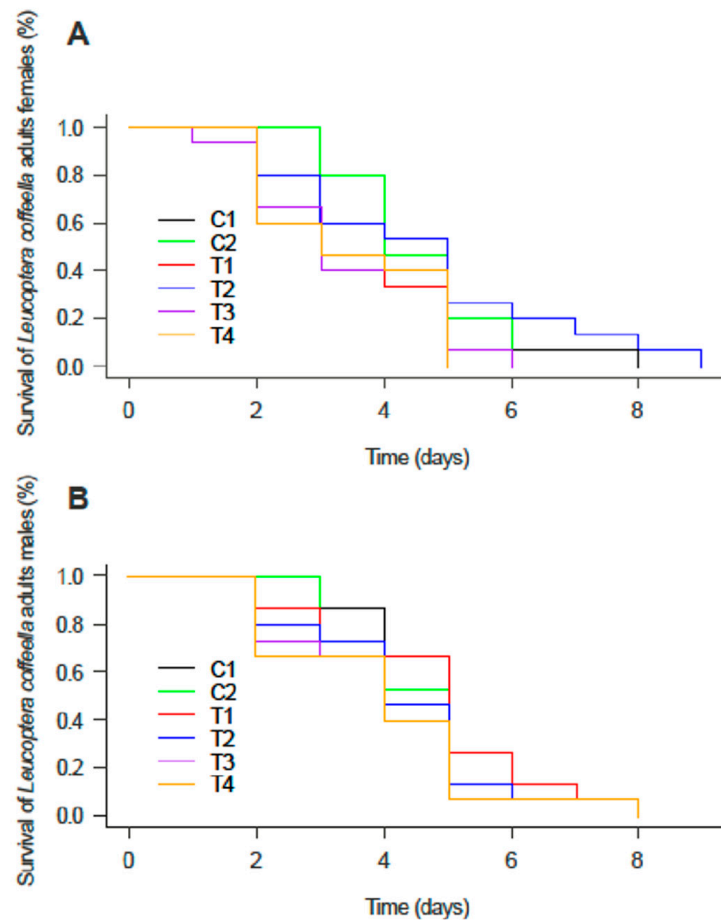 A
Survival of Leucoptera coffeella adults females (%)
1.0
0.8
0.6
0.4
0.2
0.0
C1
C2
T1
T2
T3
T4
0 2 4 6 8
Time (days)
B
Survival of Leucoptera coffeella adults males (%)
1.0
0.8
0.6
0.4
0.2
0.0
C1
C2
T1
T2
T3
T4
0 2 4 6 8
Time (days)